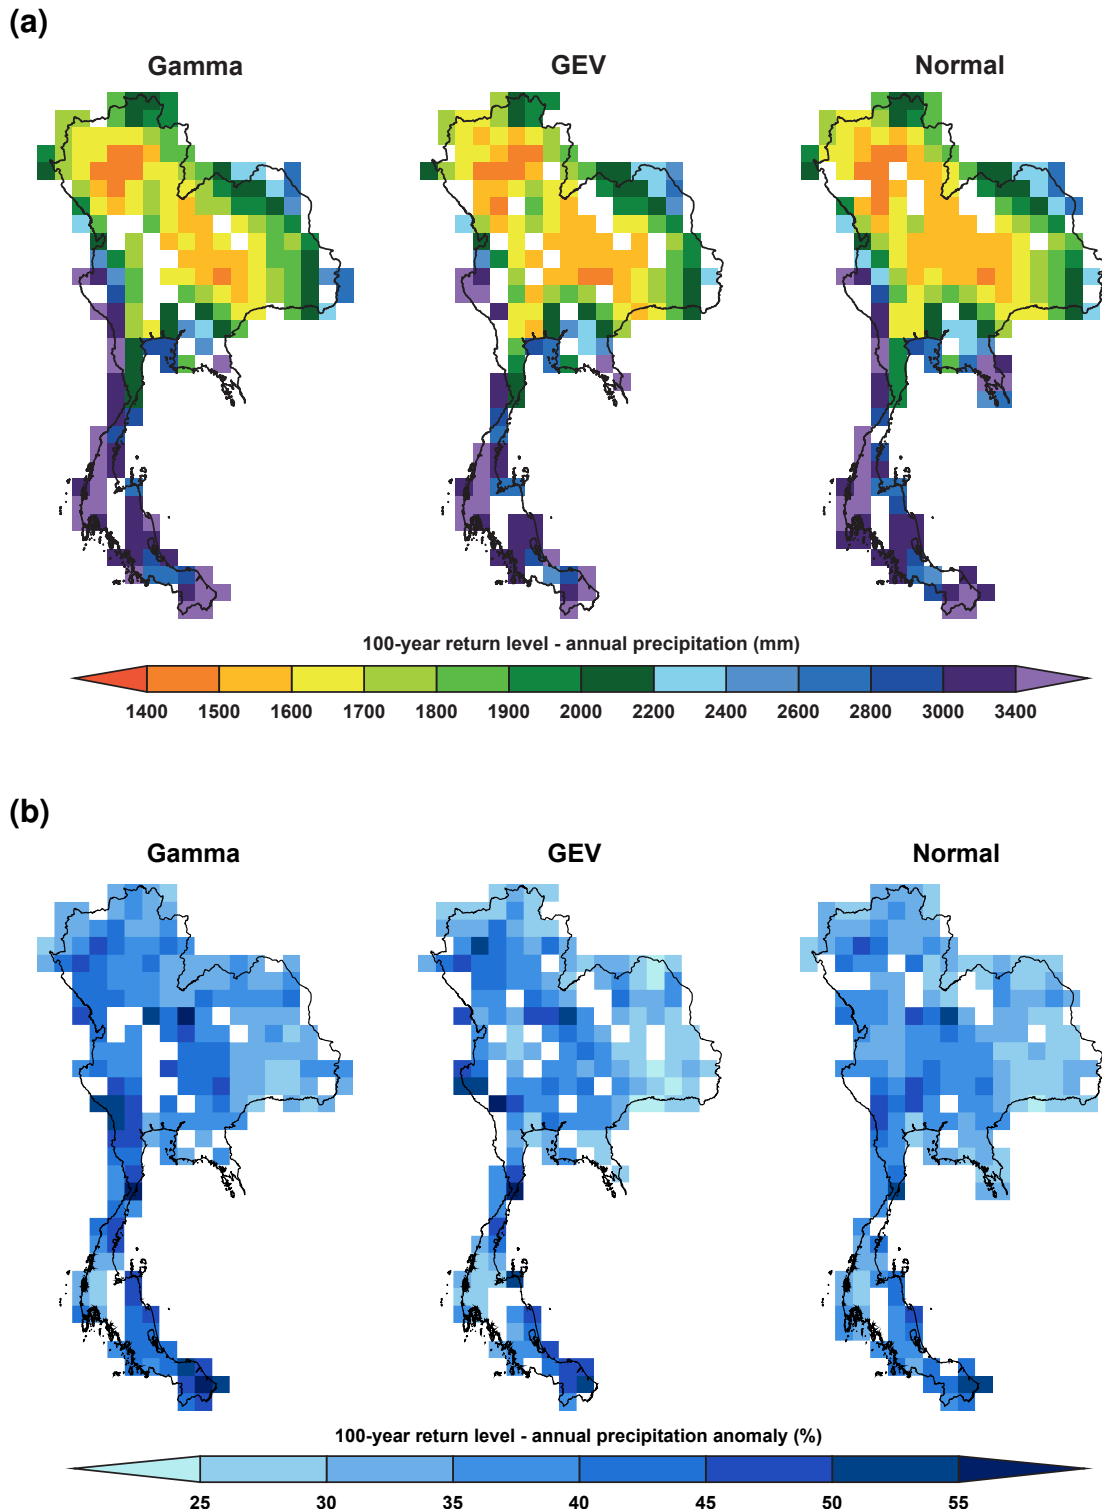 (a)
Gamma GEV Normal
100-year return level - annual precipitation (mm)
1400 1500 1600 1700 1800 1900 2000 2200 2400 2600 2800 3000 3400
(b)
Gamma GEV Normal
100-year return level - annual precipitation anomaly (%)
25 30 35 40 45 50 55